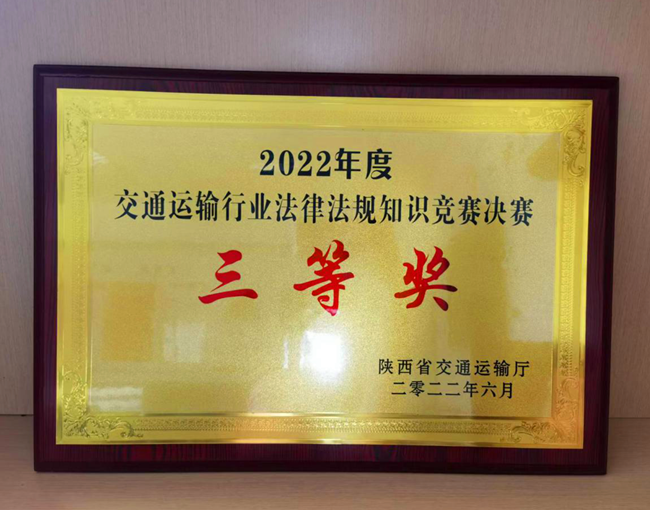 2022年度
交通运输行业法律法规知识竞赛决赛
三等奖
陕西省交通运输厅
二零二二年六月